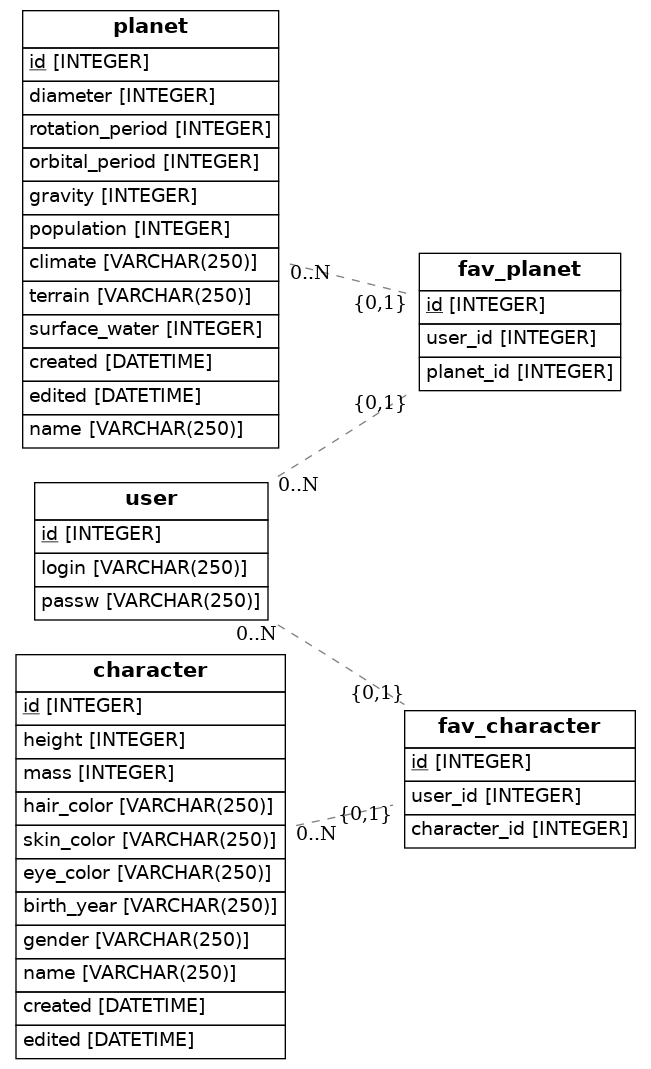 planet
id [INTEGER]
diameter [INTEGER]
rotation_period [INTEGER]
orbital_period [INTEGER]
gravity [INTEGER]
population [INTEGER]
climate [VARCHAR(250)]
terrain [VARCHAR(250)]
surface_water [INTEGER]
created [DATETIME]
edited [DATETIME]
name [VARCHAR(250)]
0..N
{0,1}
fav_planet
id [INTEGER]
user_id [INTEGER]
planet_id [INTEGER]
{0,1}
0..N
user
id [INTEGER]
login [VARCHAR(250)]
passw [VARCHAR(250)]
0..N
{0,1}
character
id [INTEGER]
height [INTEGER]
mass [INTEGER]
hair_color [VARCHAR(250)]
skin_color [VARCHAR(250)]
eye_color [VARCHAR(250)]
birth_year [VARCHAR(250)]
gender [VARCHAR(250)]
name [VARCHAR(250)]
created [DATETIME]
edited [DATETIME]
0..N
{0,1}
fav_character
id [INTEGER]
user_id [INTEGER]
character_id [INTEGER]